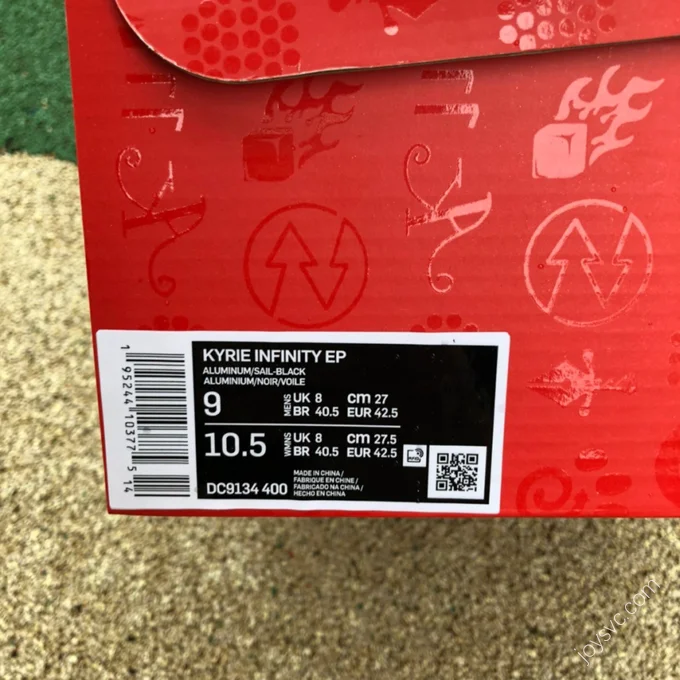 KYRIE INFINITY EP
ALUMINUM/SAIL-BLACK
ALUMINIUM/NOIR/VOILE
9 MENS UK 8 cm 27
BR 40.5 EUR 42.5
10.5 WMNS UK 8 cm 27.5
BR 40.5 EUR 42.5
DC9134 400
MADE IN CHINA /
FABRIQUE EN CHINE /
FABRICADO NA CHINA /
HECHO EN CHINA
1 95244 10377 5 14
joysvc.com